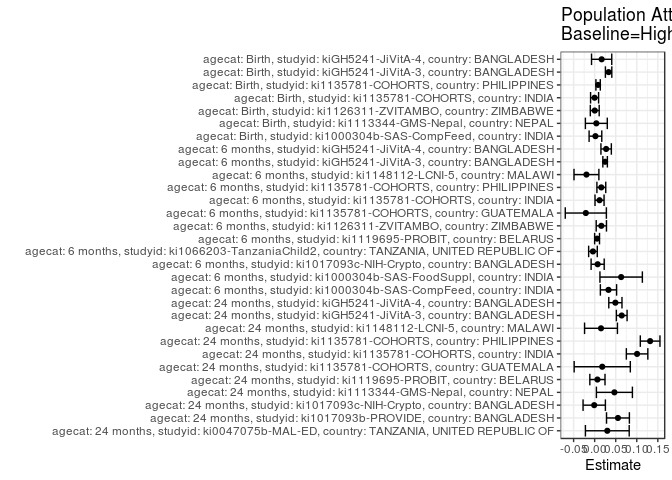 Population Att
Baseline=High
agecat: Birth, studyid: kiGH5241-JiVitA-4, country: BANGLADESH
agecat: Birth, studyid: kiGH5241-JiVitA-3, country: BANGLADESH
agecat: Birth, studyid: ki1135781-COHORTS, country: PHILIPPINES
agecat: Birth, studyid: ki1135781-COHORTS, country: INDIA
agecat: Birth, studyid: ki1126311-ZVITAMBO, country: ZIMBABWE
agecat: Birth, studyid: ki1113344-GMS-Nepal, country: NEPAL
agecat: Birth, studyid: ki1000304b-SAS-CompFeed, country: INDIA
agecat: 6 months, studyid: kiGH5241-JiVitA-4, country: BANGLADESH
agecat: 6 months, studyid: kiGH5241-JiVitA-3, country: BANGLADESH
agecat: 6 months, studyid: ki1148112-LCNI-5, country: MALAWI
agecat: 6 months, studyid: ki1135781-COHORTS, country: PHILIPPINES
agecat: 6 months, studyid: ki1135781-COHORTS, country: INDIA
agecat: 6 months, studyid: ki1135781-COHORTS, country: GUATEMALA
agecat: 6 months, studyid: ki1126311-ZVITAMBO, country: ZIMBABWE
agecat: 6 months, studyid: ki1119695-PROBIT, country: BELARUS
agecat: 6 months, studyid: ki1066203-TanzaniaChild2, country: TANZANIA, UNITED REPUBLIC OF
agecat: 6 months, studyid: ki1017093c-NIH-Crypto, country: BANGLADESH
agecat: 6 months, studyid: ki1000304b-SAS-FoodSuppl, country: INDIA
agecat: 6 months, studyid: ki1000304b-SAS-CompFeed, country: INDIA
agecat: 24 months, studyid: kiGH5241-JiVitA-4, country: BANGLADESH
agecat: 24 months, studyid: kiGH5241-JiVitA-3, country: BANGLADESH
agecat: 24 months, studyid: ki1148112-LCNI-5, country: MALAWI
agecat: 24 months, studyid: ki1135781-COHORTS, country: PHILIPPINES
agecat: 24 months, studyid: ki1135781-COHORTS, country: INDIA
agecat: 24 months, studyid: ki1135781-COHORTS, country: GUATEMALA
agecat: 24 months, studyid: ki1119695-PROBIT, country: BELARUS
agecat: 24 months, studyid: ki1113344-GMS-Nepal, country: NEPAL
agecat: 24 months, studyid: ki1017093c-NIH-Crypto, country: BANGLADESH
agecat: 24 months, studyid: ki1017093b-PROVIDE, country: BANGLADESH
agecat: 24 months, studyid: ki0047075b-MAL-ED, country: TANZANIA, UNITED REPUBLIC OF
-0.05 0.00 0.05 0.10 0.15
Estimate